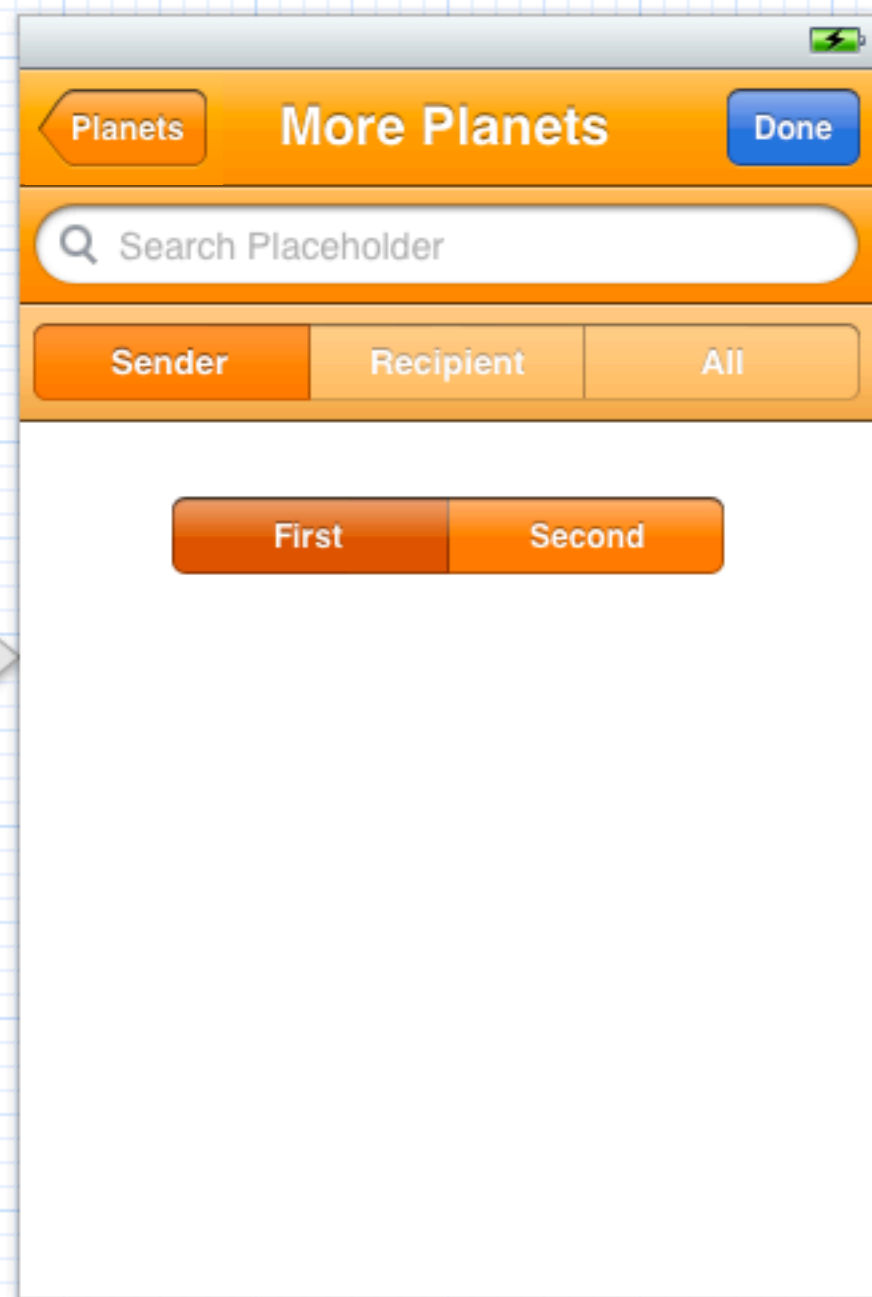 Planets More Planets Done
Search Placeholder
Sender Recipient All
First Second